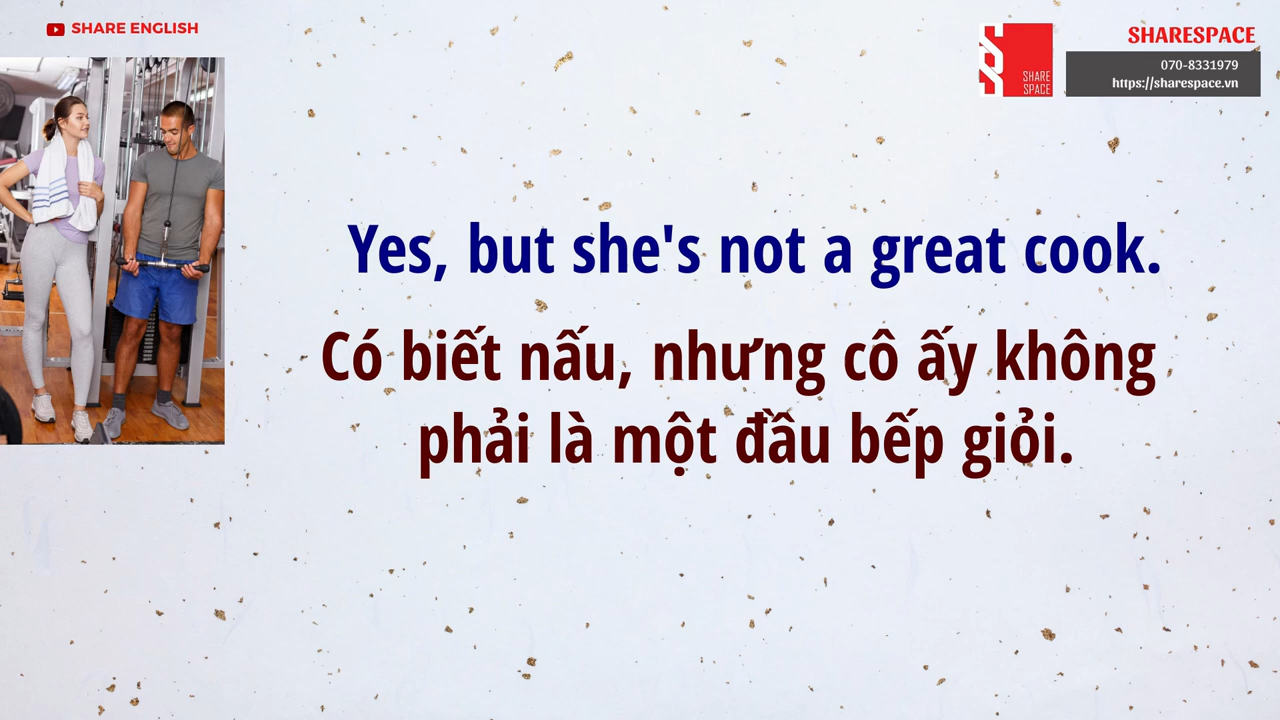 SHARE ENGLISH
SHARESPACE
070-8331979
https://sharespace.vn
SHARE
SPACE
Yes, but she's not a great cook.
Có biết nấu, nhưng cô ấy không
phải là một đầu bếp giỏi.